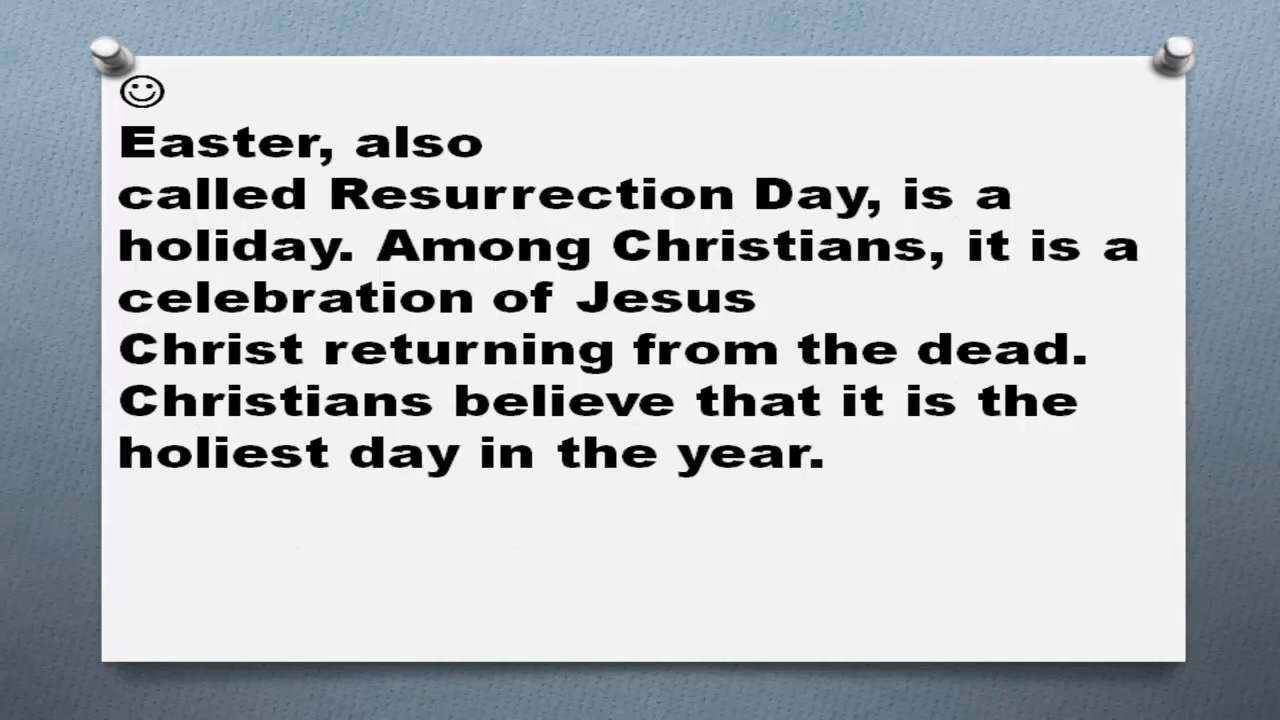 ☺
Easter, also
called Resurrection Day, is a
holiday. Among Christians, it is a
celebration of Jesus
Christ returning from the dead.
Christians believe that it is the
holiest day in the year.